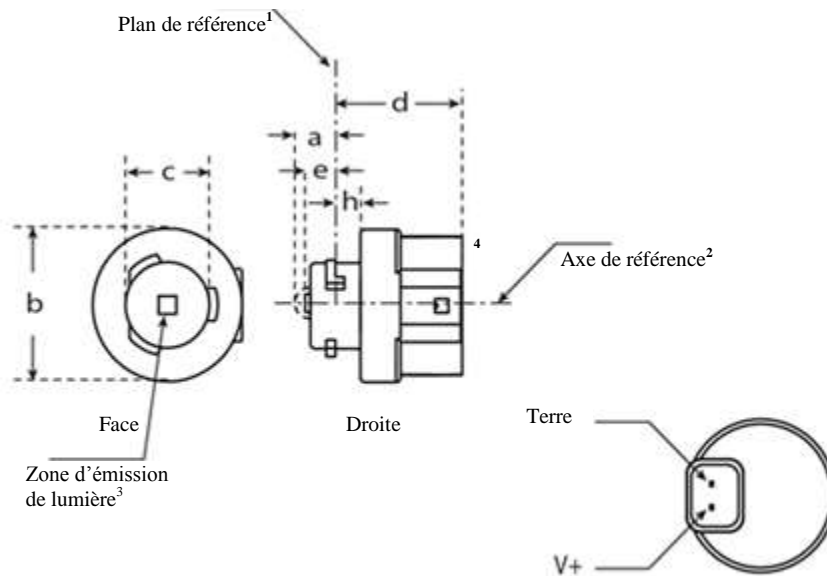 Plan de référence¹
d
a
c
e
h
4
Axe de référence²
b
Face
Droite
Terre
Zone d'émission
de lumière³
V+